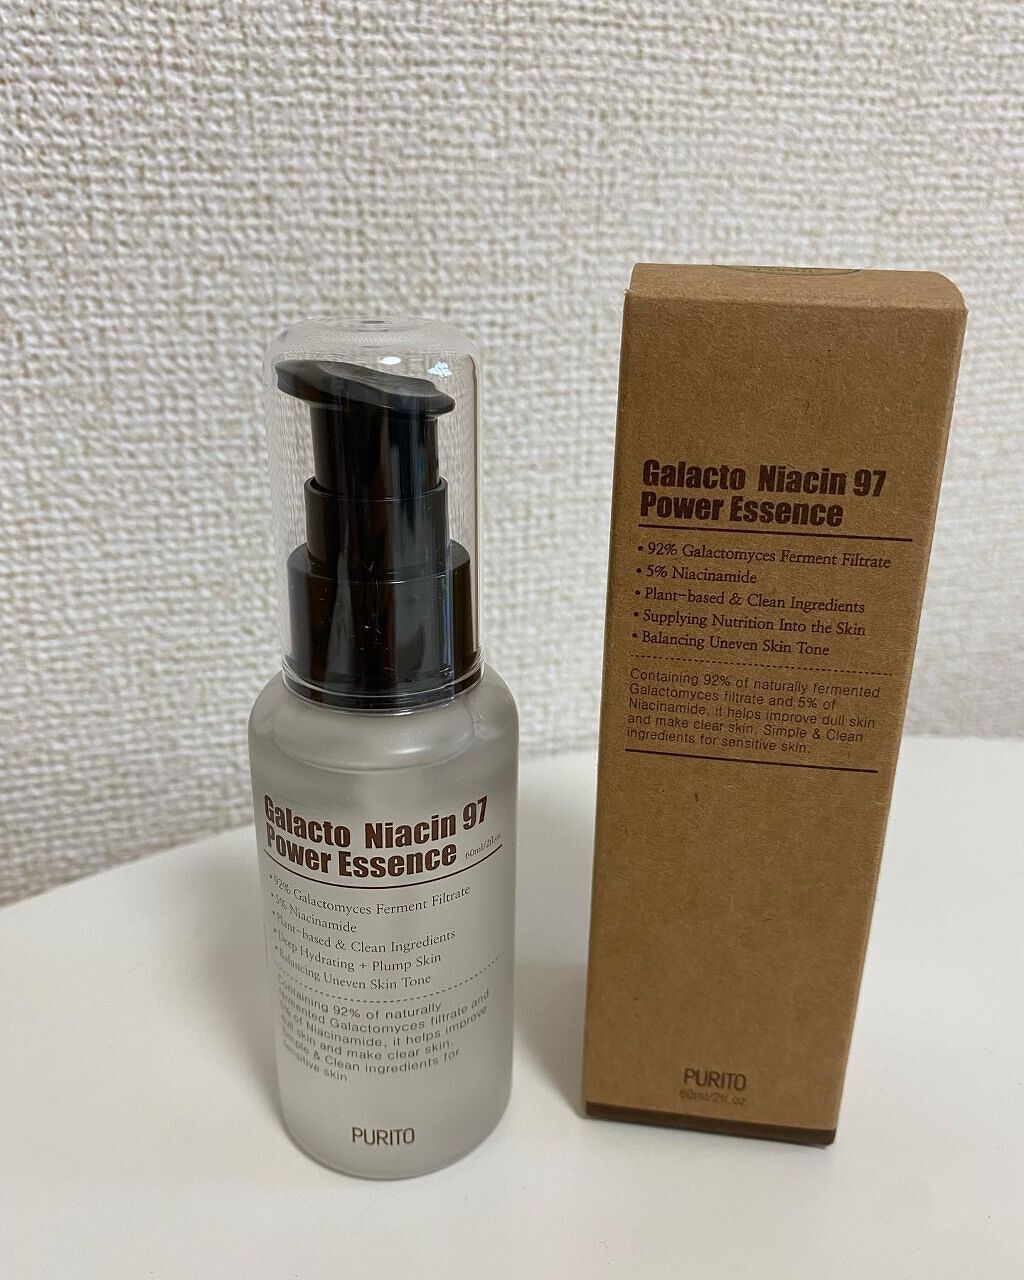 Galacto Niacin 97
Power Essence 60ml/2fl.oz.
• 92% Galactomyces Ferment Filtrate
• 5% Niacinamide
• Plant-based & Clean Ingredients
• Deep Hydrating + Plump Skin
• Balancing Uneven Skin Tone
Containing 92% of naturally
fermented Galactomyces filtrate and
5% of Niacinamide, it helps improve
dull skin and make clear skin.
Simple & Clean ingredients for
sensitive skin.
PURITO
Galacto Niacin 97
Power Essence
• 92% Galactomyces Ferment Filtrate
• 5% Niacinamide
• Plant-based & Clean Ingredients
• Supplying Nutrition Into the Skin
• Balancing Uneven Skin Tone
Containing 92% of naturally fermented
Galactomyces filtrate and 5% of
Niacinamide, it helps improve dull skin
and make clear skin. Simple & Clean
ingredients for sensitive skin.
PURITO
60ml/2fl.oz.